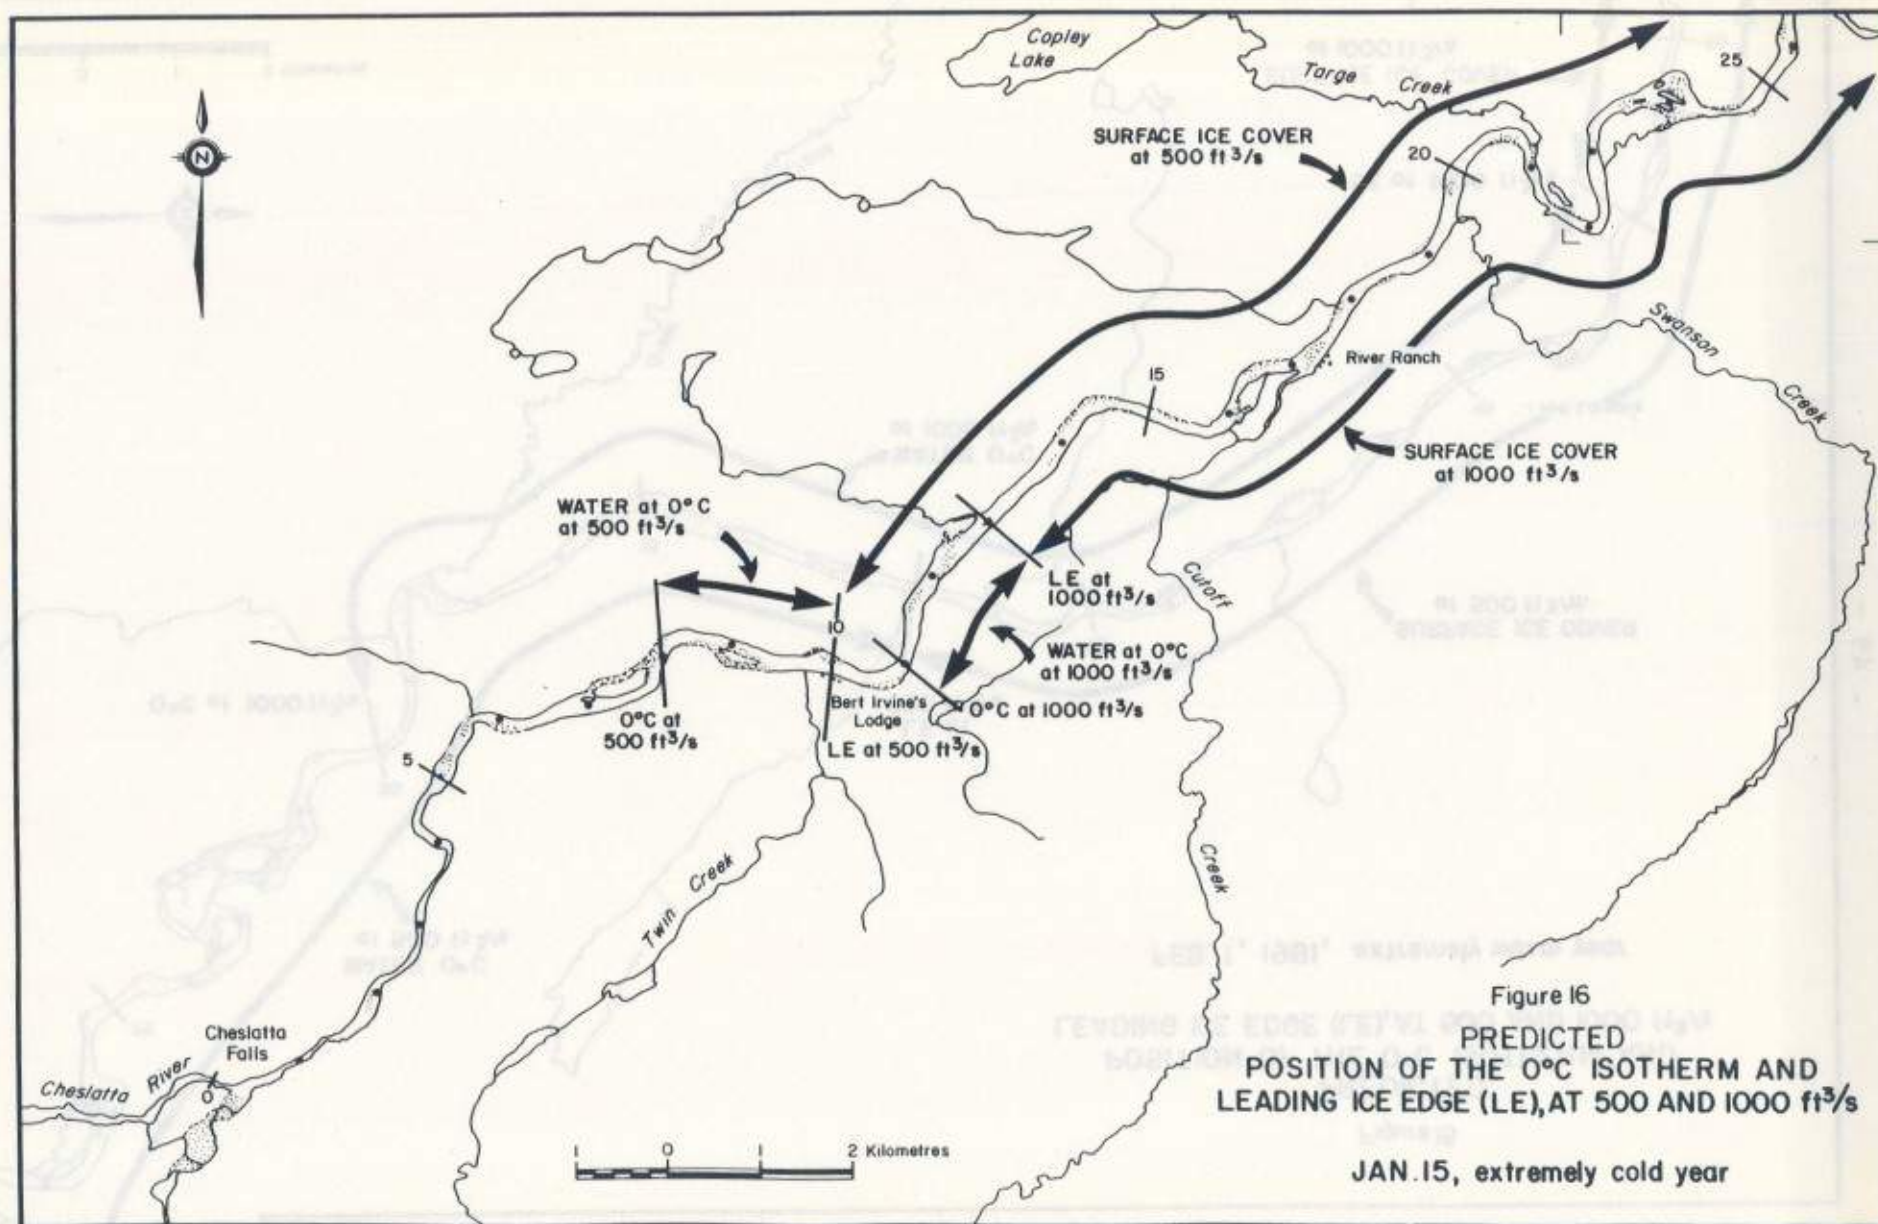 Copley
Lake
Targe Creek
25
SURFACE ICE COVER
at 500 ft³/s
20
N
Swanson
Creek
River Ranch
15
SURFACE ICE COVER
at 1000 ft³/s
WATER at 0°C
at 500 ft³/s
LE at
1000 ft³/s
Cutoff
Creek
10
WATER at 0°C
at 1000 ft³/s
Bert Irvine's
Lodge
0°C at 1000 ft³/s
0°C at
500 ft³/s
LE at 500 ft³/s
5
Twin Creek
Cheslatta
Falls
Cheslatta River
0
1 0 1 2 Kilometres
Figure 16
PREDICTED
POSITION OF THE 0°C ISOTHERM AND
LEADING ICE EDGE (LE), AT 500 AND 1000 ft³/s
JAN.15, extremely cold year